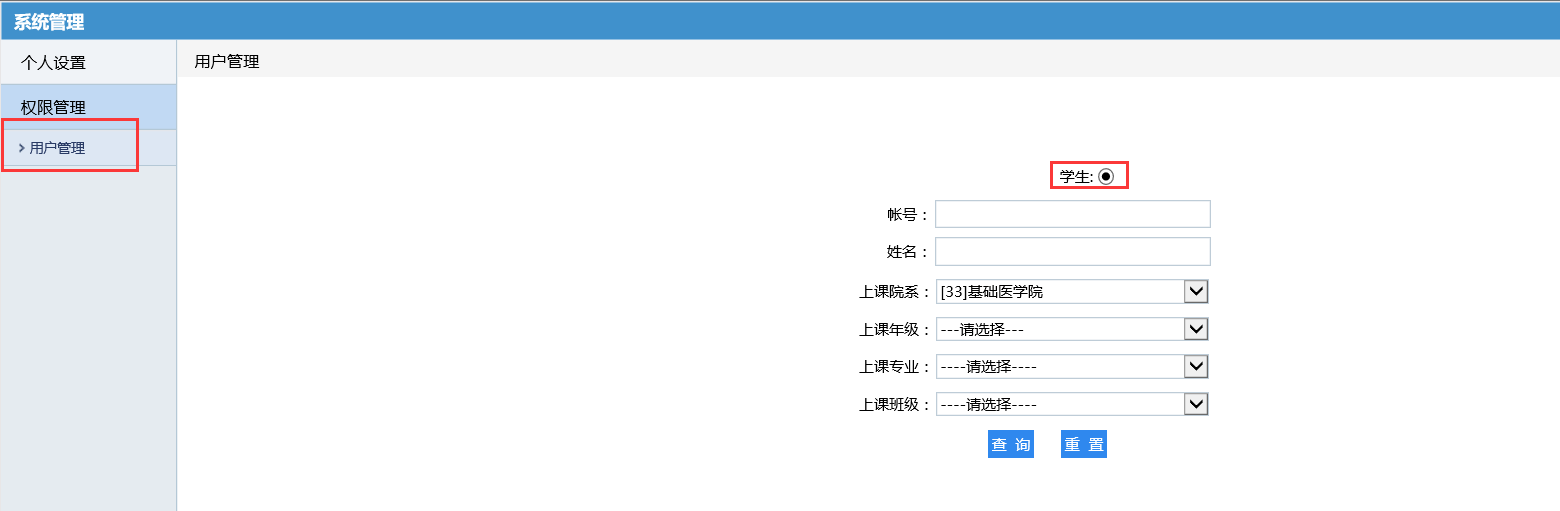 系统管理
个人设置
用户管理
权限管理
用户管理
学生:
帐号：
姓名：
上课院系： [33]基础医学院
上课年级： ---请选择---
上课专业： ----请选择----
上课班级： ----请选择----
查 询 重 置